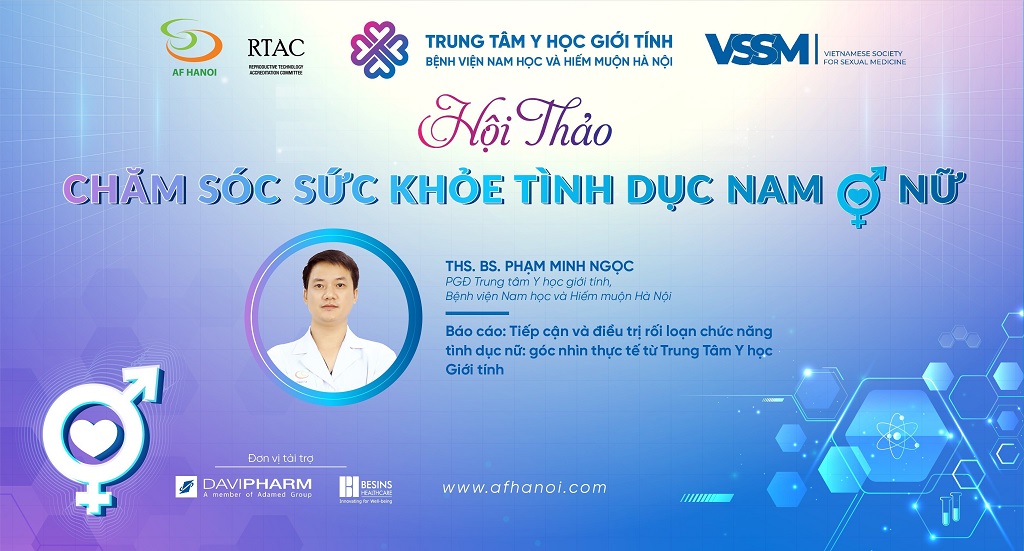 AF HANOI
RTAC
REPRODUCTIVE TECHNOLOGY
ACCREDITATION COMMITTEE
TRUNG TÂM Y HỌC GIỚI TÍNH
BỆNH VIỆN NAM HỌC VÀ HIẾM MUỘN HÀ NỘI
VSSM
VIETNAMESE SOCIETY
FOR SEXUAL MEDICINE
Hội Thảo
CHĂM SÓC SỨC KHỎE TÌNH DỤC NAM NỮ
THS. BS. PHẠM MINH NGỌC
PGĐ Trung tâm Y học giới tính,
Bệnh viện Nam học và Hiếm muộn Hà Nội
Báo cáo: Tiếp cận và điều trị rối loạn chức năng
tình dục nữ: góc nhìn thực tế từ Trung Tâm Y học
Giới tính
Đơn vị tài trợ
DAVIPHARM
A member of Adamed Group
BESINS
HEALTHCARE
Innovating for Well-being
www.afhanoi.com